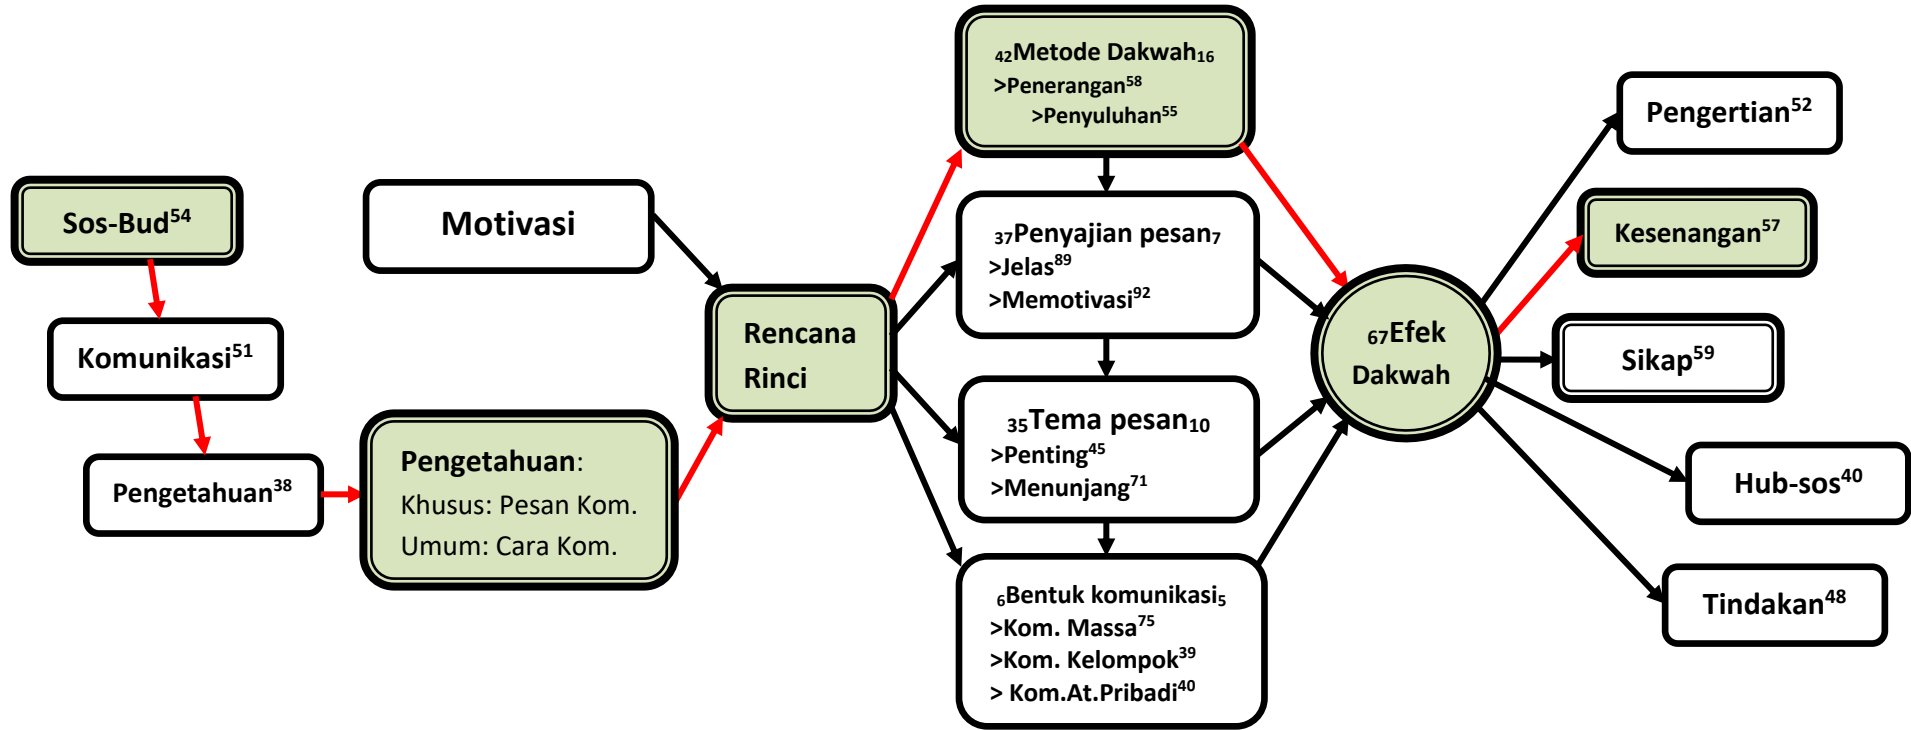 Sos-Bud⁵⁴
Komunikasi⁵¹
Pengetahuan³⁸
Pengetahuan:
Khusus: Pesan Kom.
Umum: Cara Kom.
Motivasi
Rencana
Rinci
₄₂Metode Dakwah₁₆
>Penerangan⁵⁸
>Penyuluhan⁵⁵
₃₇Penyajian pesan₇
>Jelas⁸⁹
>Memotivasi⁹²
₃₅Tema pesan₁₀
>Penting⁴⁵
>Menunjang⁷¹
₆Bentuk komunikasi₅
>Kom. Massa⁷⁵
>Kom. Kelompok³⁹
> Kom.At.Pribadi⁴⁰
₆₇Efek
Dakwah
Pengertian⁵²
Kesenangan⁵⁷
Sikap⁵⁹
Hub-sos⁴⁰
Tindakan⁴⁸